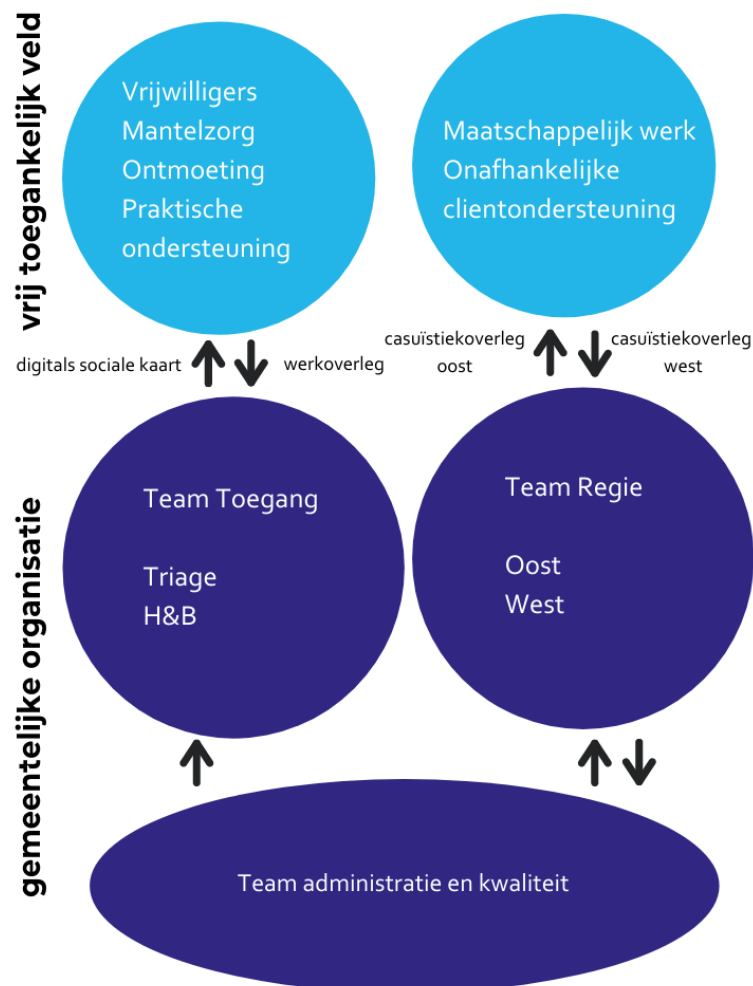 vrij toegankelijk veld
Vrijwilligers
Mantelzorg
Ontmoeting
Praktische
ondersteuning
Maatschappelijk werk
Onafhankelijke
clientondersteuning
digitals sociale kaart
werkoverleg
casuïstiekoverleg
oost
casuïstiekoverleg
west
gemeentelijke organisatie
Team Toegang
Triage
H&B
Team Regie
Oost
West
Team administratie en kwaliteit